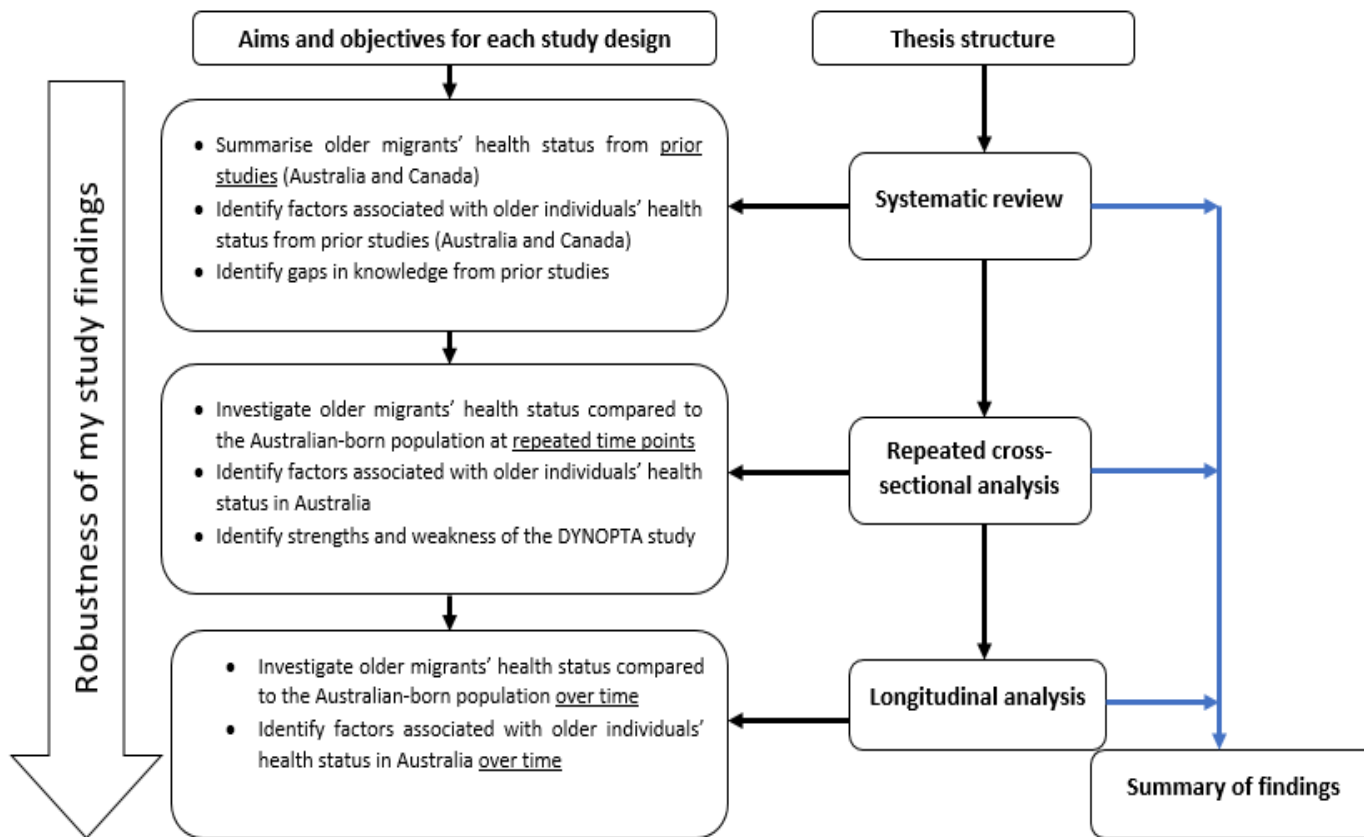 Aims and objectives for each study design
Thesis structure
Robustness of my study findings
● Summarise older migrants’ health status from prior
studies (Australia and Canada)
● Identify factors associated with older individuals’ health
status from prior studies (Australia and Canada)
● Identify gaps in knowledge from prior studies
Systematic review
● Investigate older migrants’ health status compared to
the Australian-born population at repeated time points
● Identify factors associated with older individuals’ health
status in Australia
● Identify strengths and weakness of the DYNOPTA study
Repeated cross-
sectional analysis
● Investigate older migrants’ health status compared
to the Australian-born population over time
● Identify factors associated with older individuals’
health status in Australia over time
Longitudinal analysis
Summary of findings